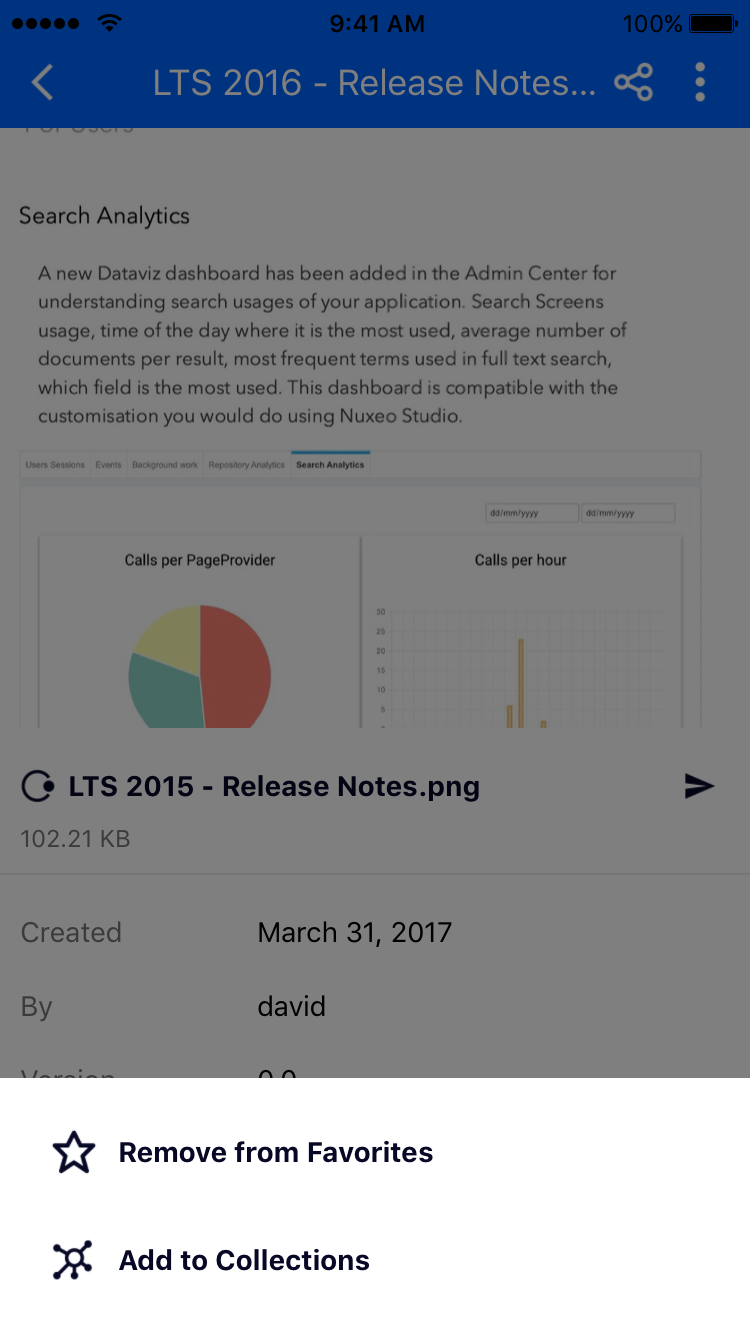 9:41 AM
100%
LTS 2016 - Release Notes...
For Users
Search Analytics
A new Dataviz dashboard has been added in the Admin Center for
understanding search usages of your application. Search Screens
usage, time of the day where it is the most used, average number of
documents per result, most frequent terms used in full text search,
which field is the most used. This dashboard is compatible with the
customisation you would do using Nuxeo Studio.
Users Sessions Events Background work Repository Analytics Search Analytics
dd/mm/yyyy dd/mm/yyyy
Calls per PageProvider
Calls per hour
30
25
20
15
10
5
LTS 2015 - Release Notes.png
102.21 KB
Created March 31, 2017
By david
Version 0.0
Remove from Favorites
Add to Collections